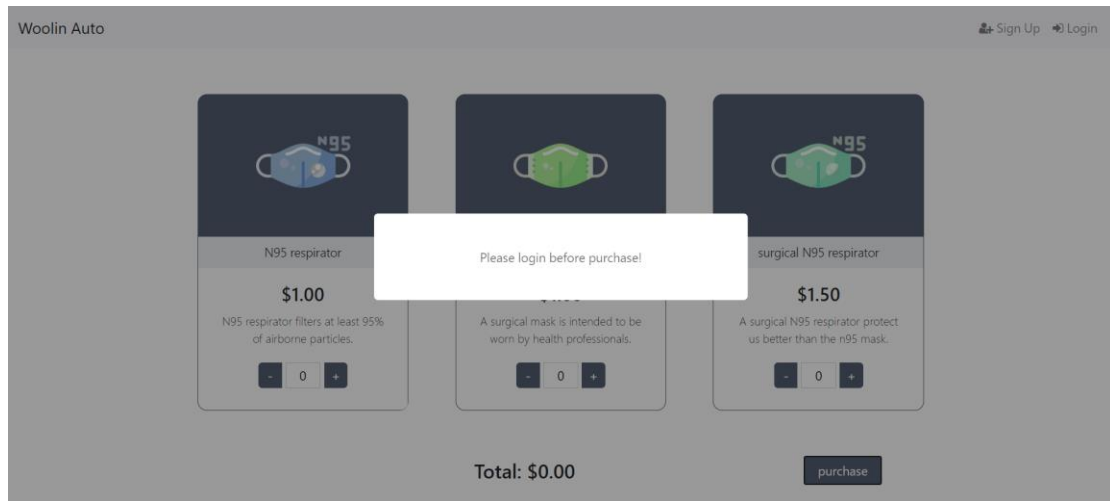 Woolin Auto
Sign Up
Login
N95
N95
N95 respirator
Please login before purchase!
surgical N95 respirator
$1.00
$1.50
N95 respirator filters at least 95%
of airborne particles.
A surgical mask is intended to be
worn by health professionals.
A surgical N95 respirator protect
us better than the n95 mask.
- 0 +
- 0 +
- 0 +
Total: $0.00
purchase